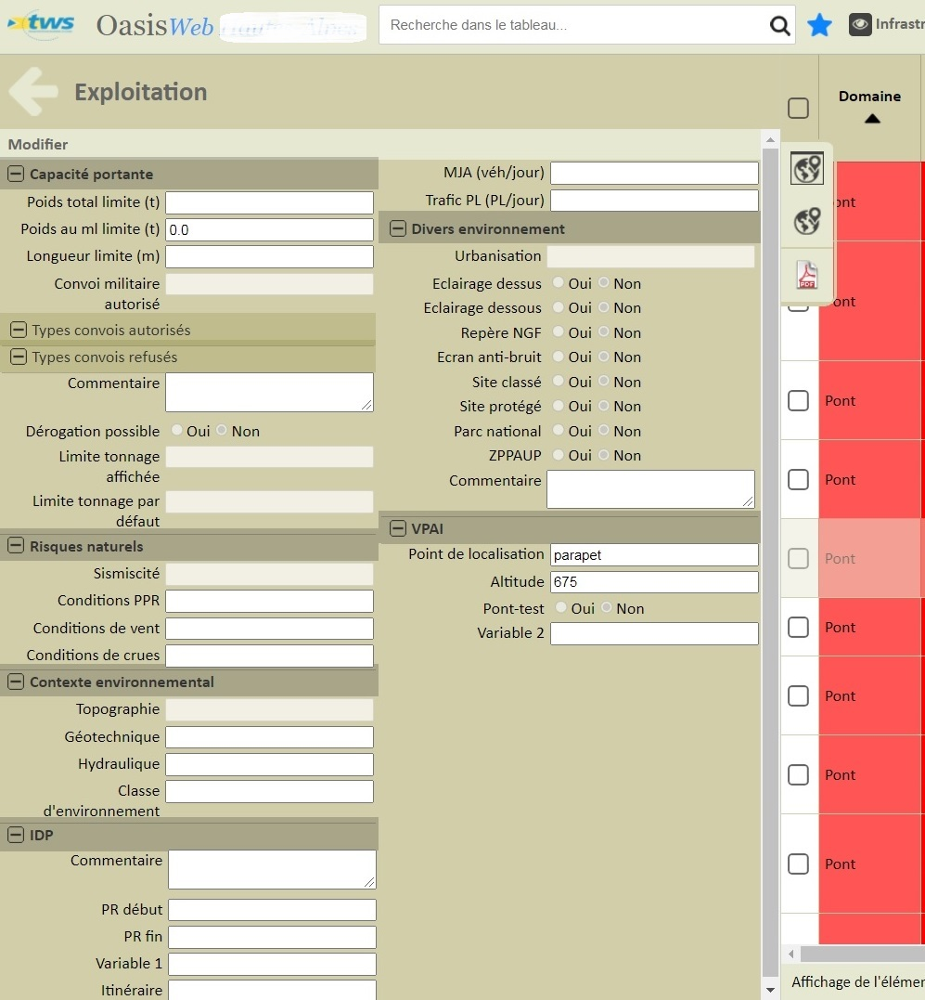 tws
OasisWeb
Recherche dans le tableau...
Infrastr
Exploitation
Domaine
Modifier
Capacité portante
Poids total limite (t)
Poids au ml limite (t) 0.0
Longueur limite (m)
Convoi militaire
autorisé
Types convois autorisés
Types convois refusés
Commentaire
Dérogation possible Oui Non
Limite tonnage
affichée
Limite tonnage par
défaut
Risques naturels
Sismiscité
Conditions PPR
Conditions de vent
Conditions de crues
Contexte environnemental
Topographie
Géotechnique
Hydraulique
Classe
d'environnement
IDP
Commentaire
PR début
PR fin
Variable 1
Itinéraire
MJA (véh/jour)
Trafic PL (PL/jour)
Divers environnement
Urbanisation
Eclairage dessus Oui Non
Eclairage dessous Oui Non
Repère NGF Oui Non
Ecran anti-bruit Oui Non
Site classé Oui Non
Site protégé Oui Non
Parc national Oui Non
ZPPAUP Oui Non
Commentaire
VPAI
Point de localisation parapet
Altitude 675
Pont-test Oui Non
Variable 2
PDF
ont
ont
Pont
Pont
Pont
Pont
Pont
Pont
Pont
Affichage de l'élémen